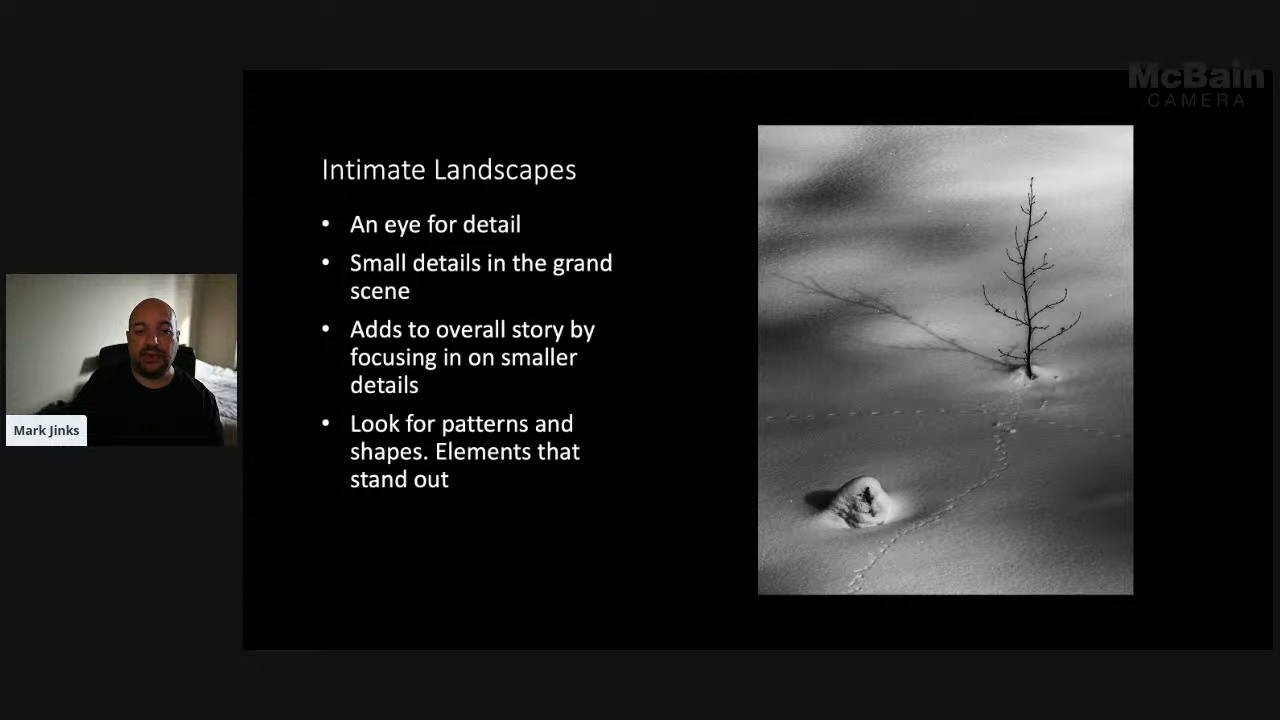 McBain
CAMERA
Intimate Landscapes
• An eye for detail
• Small details in the grand
scene
• Adds to overall story by
focusing in on smaller
details
• Look for patterns and
shapes. Elements that
stand out
Mark Jinks